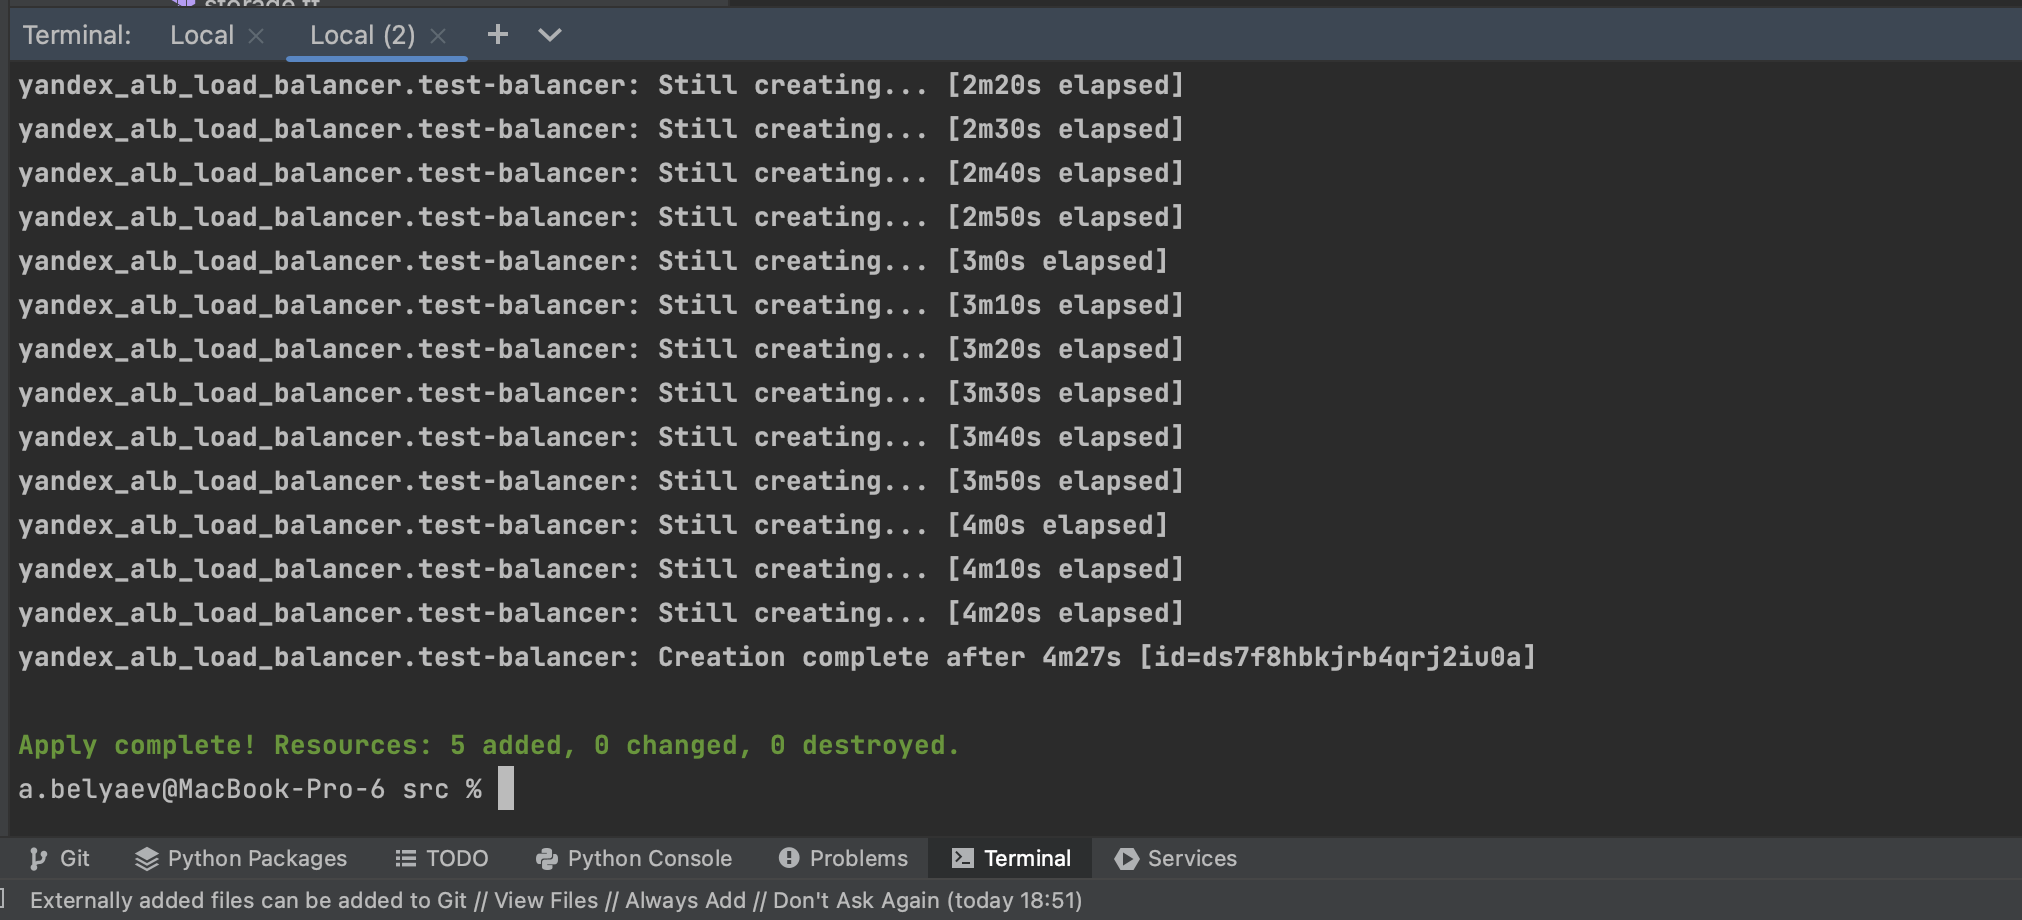 storage.tf
Terminal: Local Local (2)
yandex_alb_load_balancer.test-balancer: Still creating... [2m20s elapsed]
yandex_alb_load_balancer.test-balancer: Still creating... [2m30s elapsed]
yandex_alb_load_balancer.test-balancer: Still creating... [2m40s elapsed]
yandex_alb_load_balancer.test-balancer: Still creating... [2m50s elapsed]
yandex_alb_load_balancer.test-balancer: Still creating... [3m0s elapsed]
yandex_alb_load_balancer.test-balancer: Still creating... [3m10s elapsed]
yandex_alb_load_balancer.test-balancer: Still creating... [3m20s elapsed]
yandex_alb_load_balancer.test-balancer: Still creating... [3m30s elapsed]
yandex_alb_load_balancer.test-balancer: Still creating... [3m40s elapsed]
yandex_alb_load_balancer.test-balancer: Still creating... [3m50s elapsed]
yandex_alb_load_balancer.test-balancer: Still creating... [4m0s elapsed]
yandex_alb_load_balancer.test-balancer: Still creating... [4m10s elapsed]
yandex_alb_load_balancer.test-balancer: Still creating... [4m20s elapsed]
yandex_alb_load_balancer.test-balancer: Creation complete after 4m27s [id=ds7f8hbkjrb4qrj2iu0a]
Apply complete! Resources: 5 added, 0 changed, 0 destroyed.
a.belyaev@MacBook-Pro-6 src %
Git Python Packages TODO Python Console Problems Terminal Services
Externally added files can be added to Git // View Files // Always Add // Don't Ask Again (today 18:51)